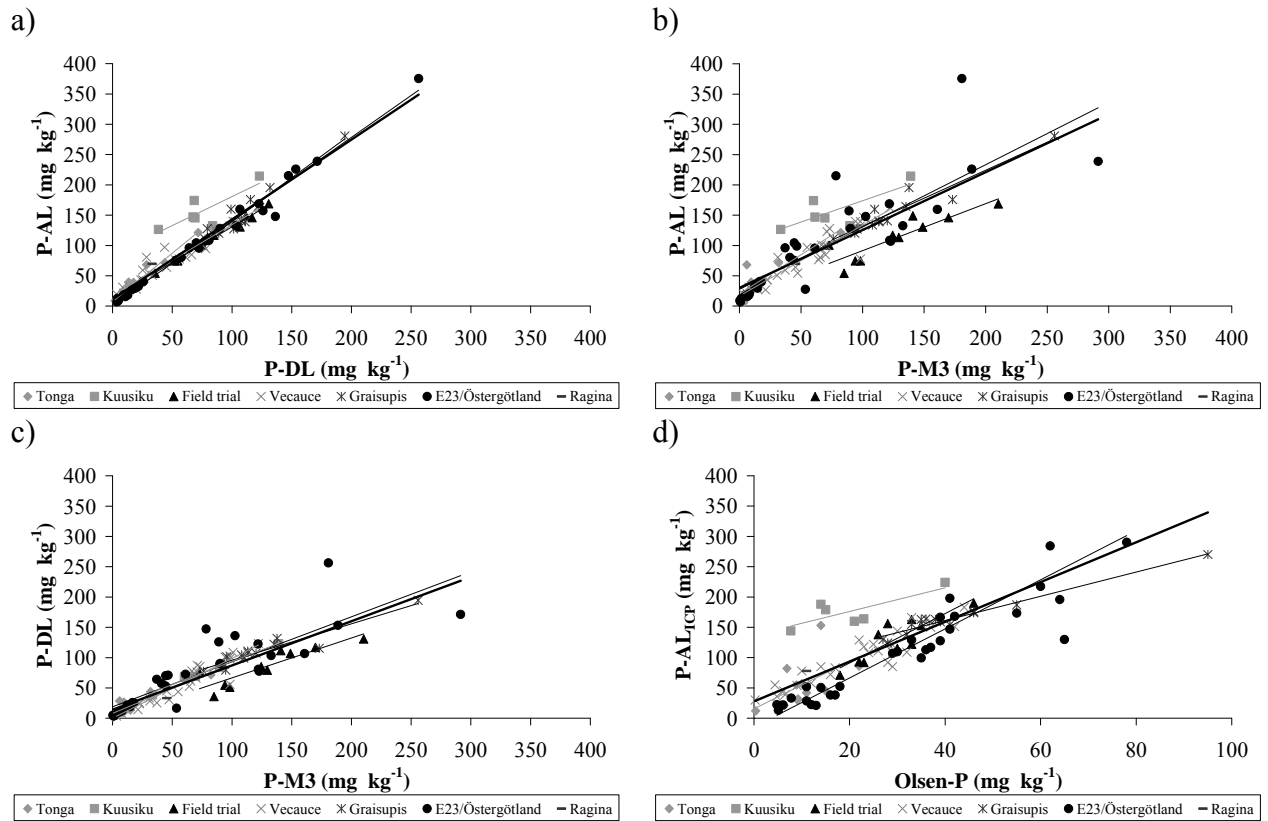 a)
P-AL (mg kg⁻¹)
400
350
300
250
200
150
100
50
0
0 50 100 150 200 250 300 350 400
P-DL (mg kg⁻¹)
Tonga Kuusiku Field trial Vecauce Graisupis E23/Östergötland Ragina
b)
P-AL (mg kg⁻¹)
400
350
300
250
200
150
100
50
0
0 50 100 150 200 250 300 350 400
P-M3 (mg kg⁻¹)
Tonga Kuusiku Field trial Vecauce Graisupis E23/Östergötland Ragina
c)
P-DL (mg kg⁻¹)
400
350
300
250
200
150
100
50
0
0 50 100 150 200 250 300 350 400
P-M3 (mg kg⁻¹)
Tonga Kuusiku Field trial Vecauce Graisupis E23/Östergötland Ragina
d)
P-AL_ICP (mg kg⁻¹)
400
350
300
250
200
150
100
50
0
0 20 40 60 80 100
Olsen-P (mg kg⁻¹)
Tonga Kuusiku Field trial Vecauce Graisupis E23/Östergötland Ragina